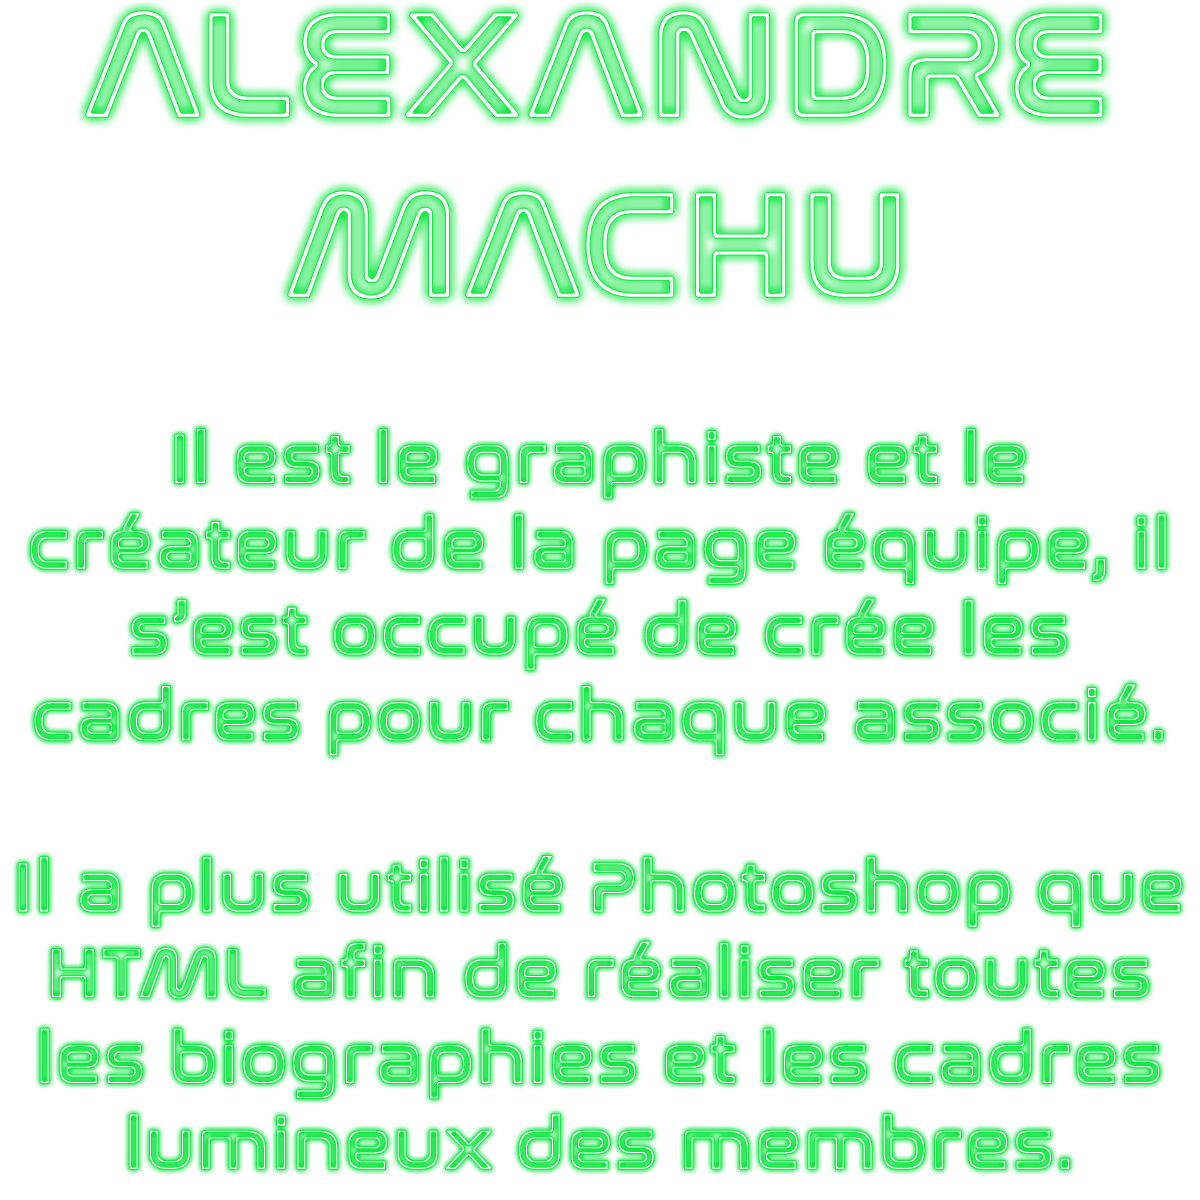 ALEXANDRE
MACHU
Il est le graphiste et le
créateur de la page équipe, il
s’est occupé de crée les
cadres pour chaque associé.
Il a plus utilisé Photoshop que
HTML afin de réaliser toutes
les biographies et les cadres
lumineux des membres.